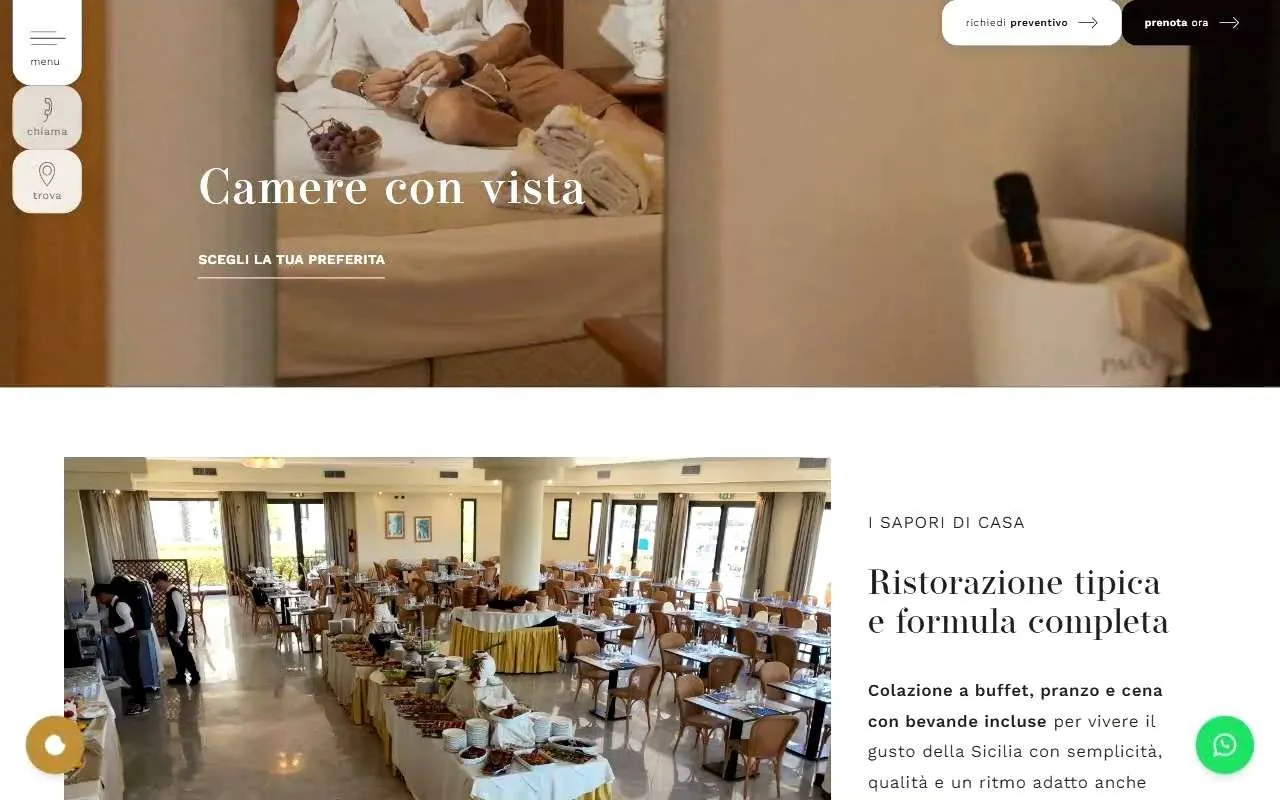 menu
chiama
trova
richiedi preventivo
prenota ora
Camere con vista
SCEGLI LA TUA PREFERITA
I SAPORI DI CASA
Ristorazione tipica
e formula completa
Colazione a buffet, pranzo e cena
con bevande incluse per vivere il
gusto della Sicilia con semplicità,
qualità e un ritmo adatto anche